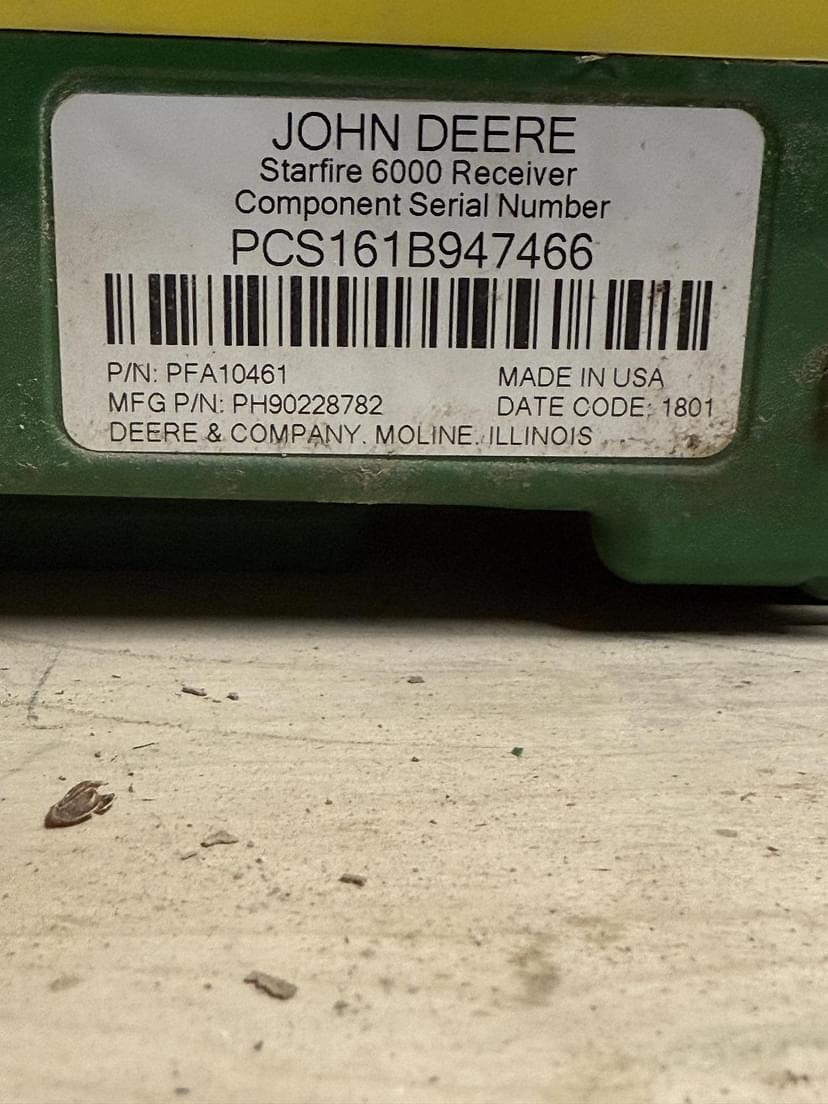 JOHN DEERE
Starfire 6000 Receiver
Component Serial Number
PCS161B947466
P/N: PFA10461
MADE IN USA
MFG P/N: PH90228782
DATE CODE: 1801
DEERE & COMPANY. MOLINE. ILLINOIS